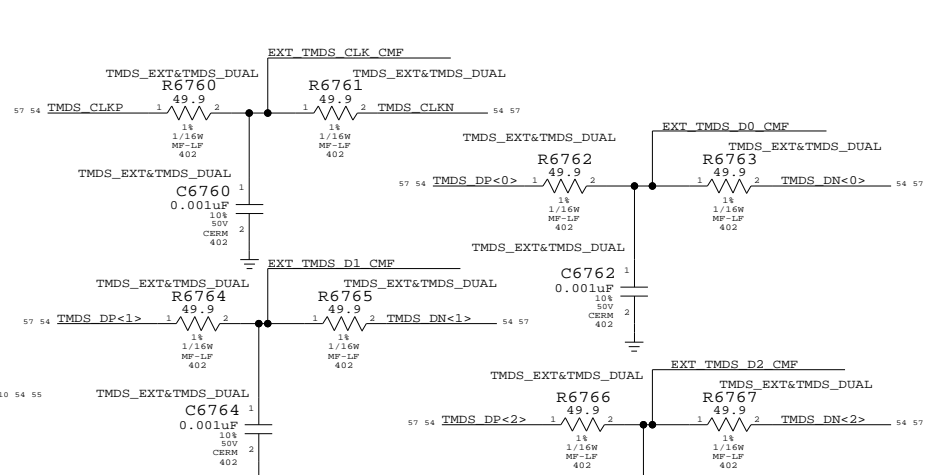 EXT_TMDS_CLK_CMF
TMDS_EXT&TMDS_DUAL
TMDS_EXT&TMDS_DUAL
R6760
R6761
49.9
49.9
57 54 TMDS_CLKP 1 2
1 2 TMDS_CLKN 54 57
1%
1/16W
MF-LF
402
1%
1/16W
MF-LF
402
TMDS_EXT&TMDS_DUAL
C6760 1
0.001uF
10%
50V
CERM 2
402
EXT_TMDS_D0_CMF
TMDS_EXT&TMDS_DUAL
TMDS_EXT&TMDS_DUAL
R6762
R6763
49.9
49.9
57 54 TMDS_DP<0> 1 2
1 2 TMDS_DN<0> 54 57
1%
1/16W
MF-LF
402
1%
1/16W
MF-LF
402
TMDS_EXT&TMDS_DUAL
C6762 1
0.001uF
10%
50V
CERM 2
402
EXT_TMDS_D1_CMF
TMDS_EXT&TMDS_DUAL
TMDS_EXT&TMDS_DUAL
R6764
R6765
49.9
49.9
57 54 TMDS_DP<1> 1 2
1 2 TMDS_DN<1> 54 57
1%
1/16W
MF-LF
402
1%
1/16W
MF-LF
402
54 55
TMDS_EXT&TMDS_DUAL
C6764 1
0.001uF
10%
50V
CERM 2
402
EXT_TMDS_D2_CMF
TMDS_EXT&TMDS_DUAL
TMDS_EXT&TMDS_DUAL
R6766
R6767
49.9
49.9
57 54 TMDS_DP<2> 1 2
1 2 TMDS_DN<2> 54 57
1%
1/16W
MF-LF
402
1%
1/16W
MF-LF
402